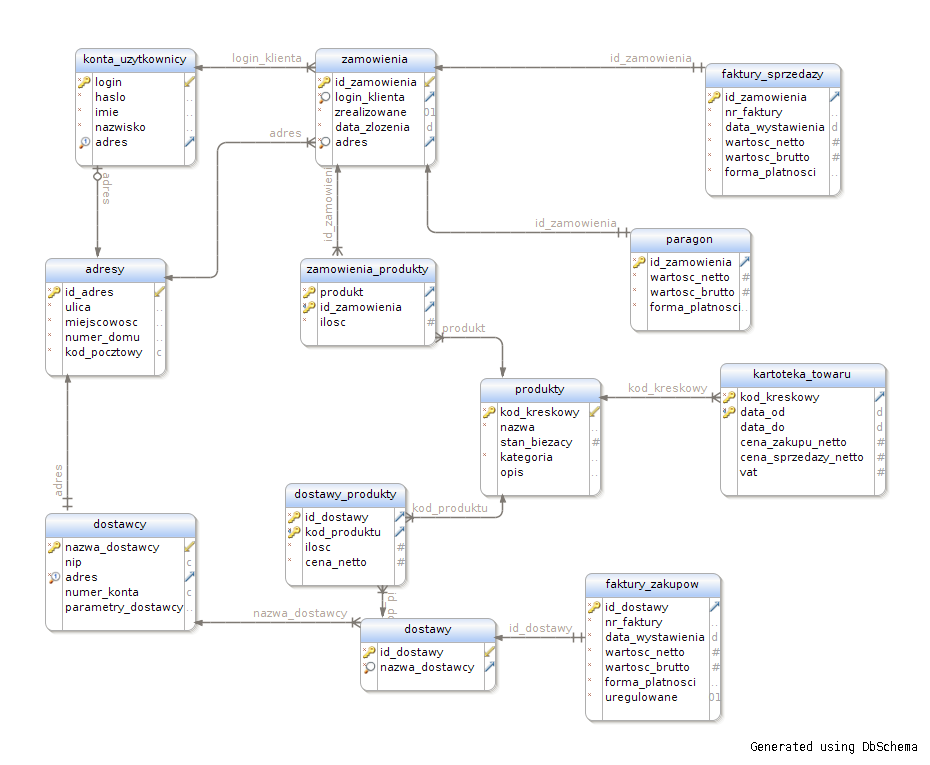 konta_uzytkownicy
login
haslo
imie
nazwisko
adres
login_klienta
zamowienia
id_zamowienia
login_klienta
zrealizowane
data_zlozenia
adres
id_zamowienia
faktury_sprzedazy
id_zamowienia
nr_faktury
data_wystawienia
wartosc_netto
wartosc_brutto
forma_platnosci
adres
adres
id_zamowieni
id_zamowienia
paragon
id_zamowienia
wartosc_netto
wartosc_brutto
forma_platnosci
adresy
id_adres
ulica
miejscowosc
numer_domu
kod_pocztowy
zamowienia_produkty
produkt
id_zamowienia
ilosc
produkt
produkty
kod_kreskowy
nazwa
stan_biezacy
kategoria
opis
kod_kreskowy
kartoteka_towaru
kod_kreskowy
data_od
data_do
cena_zakupu_netto
cena_sprzedazy_netto
vat
adres
dostawy_produkty
id_dostawy
kod_produktu
ilosc
cena_netto
kod_produktu
dostawcy
nazwa_dostawcy
nip
adres
numer_konta
parametry_dostawcy
nazwa_dostawcy
id_do
dostawy
id_dostawy
nazwa_dostawcy
id_dostawy
faktury_zakupow
id_dostawy
nr_faktury
data_wystawienia
wartosc_netto
wartosc_brutto
forma_platnosci
uregulowane
Generated using DbSchema